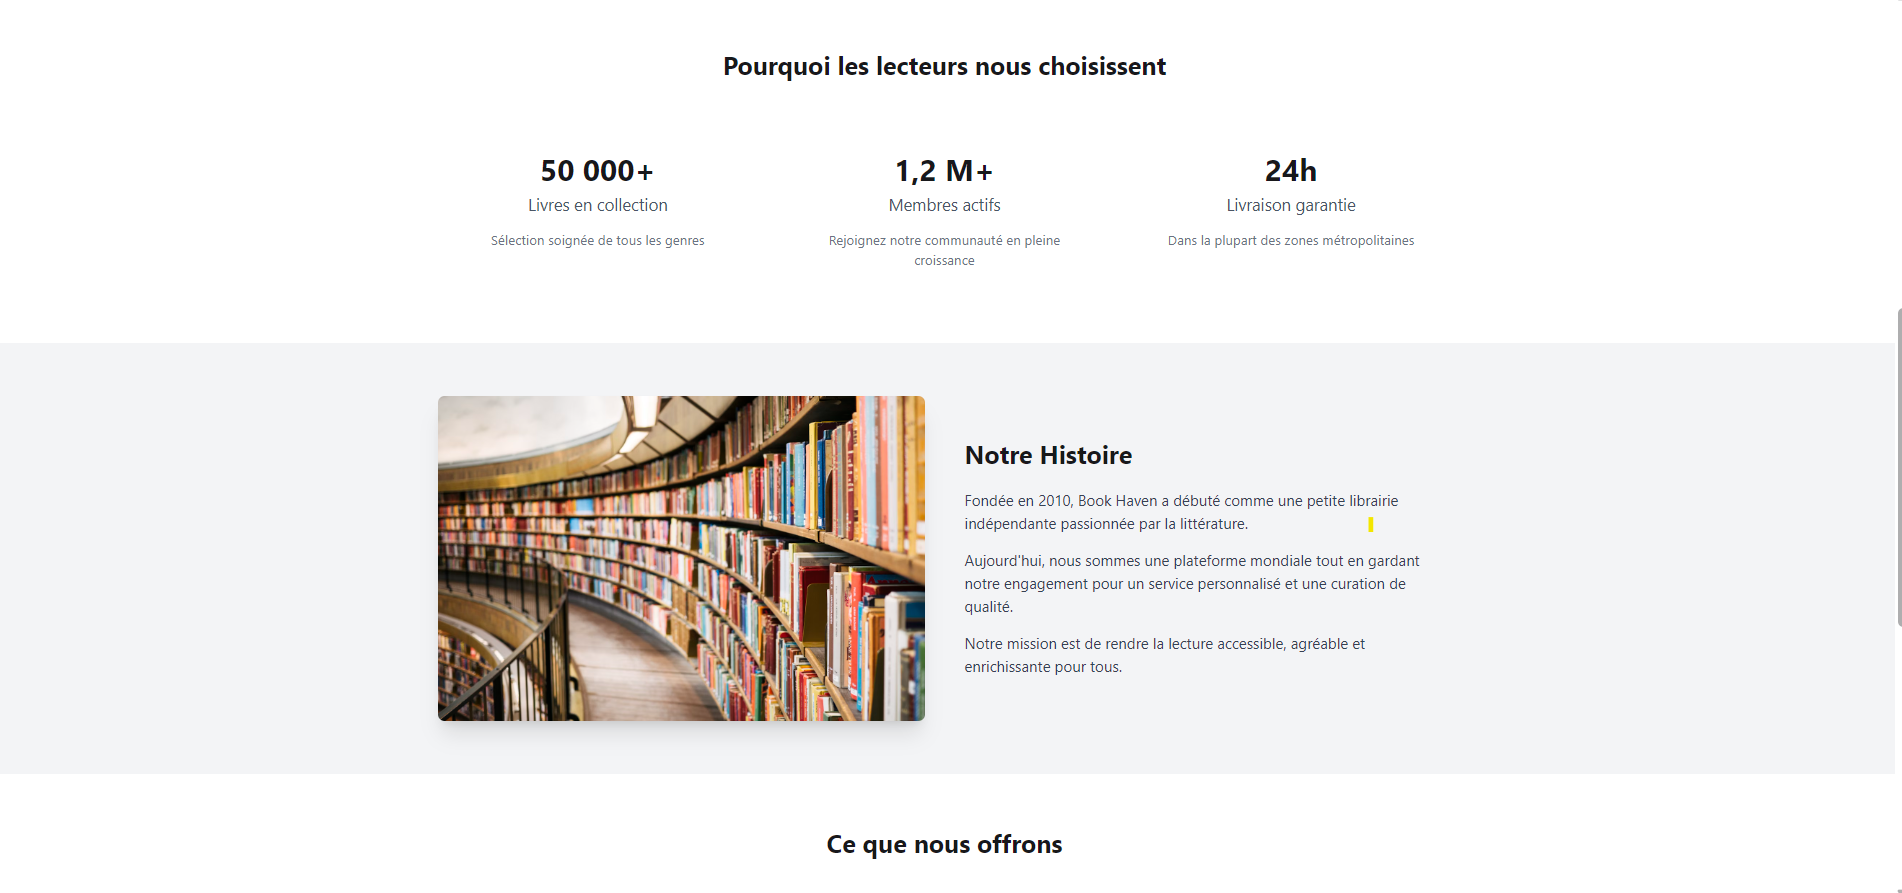 Pourquoi les lecteurs nous choisissent
50 000+
Livres en collection
Sélection soignée de tous les genres
1,2 M+
Membres actifs
Rejoignez notre communauté en pleine
croissance
24h
Livraison garantie
Dans la plupart des zones métropolitaines
Notre Histoire
Fondée en 2010, Book Haven a débuté comme une petite librairie
indépendante passionnée par la littérature.
Aujourd'hui, nous sommes une plateforme mondiale tout en gardant
notre engagement pour un service personnalisé et une curation de
qualité.
Notre mission est de rendre la lecture accessible, agréable et
enrichissante pour tous.
Ce que nous offrons